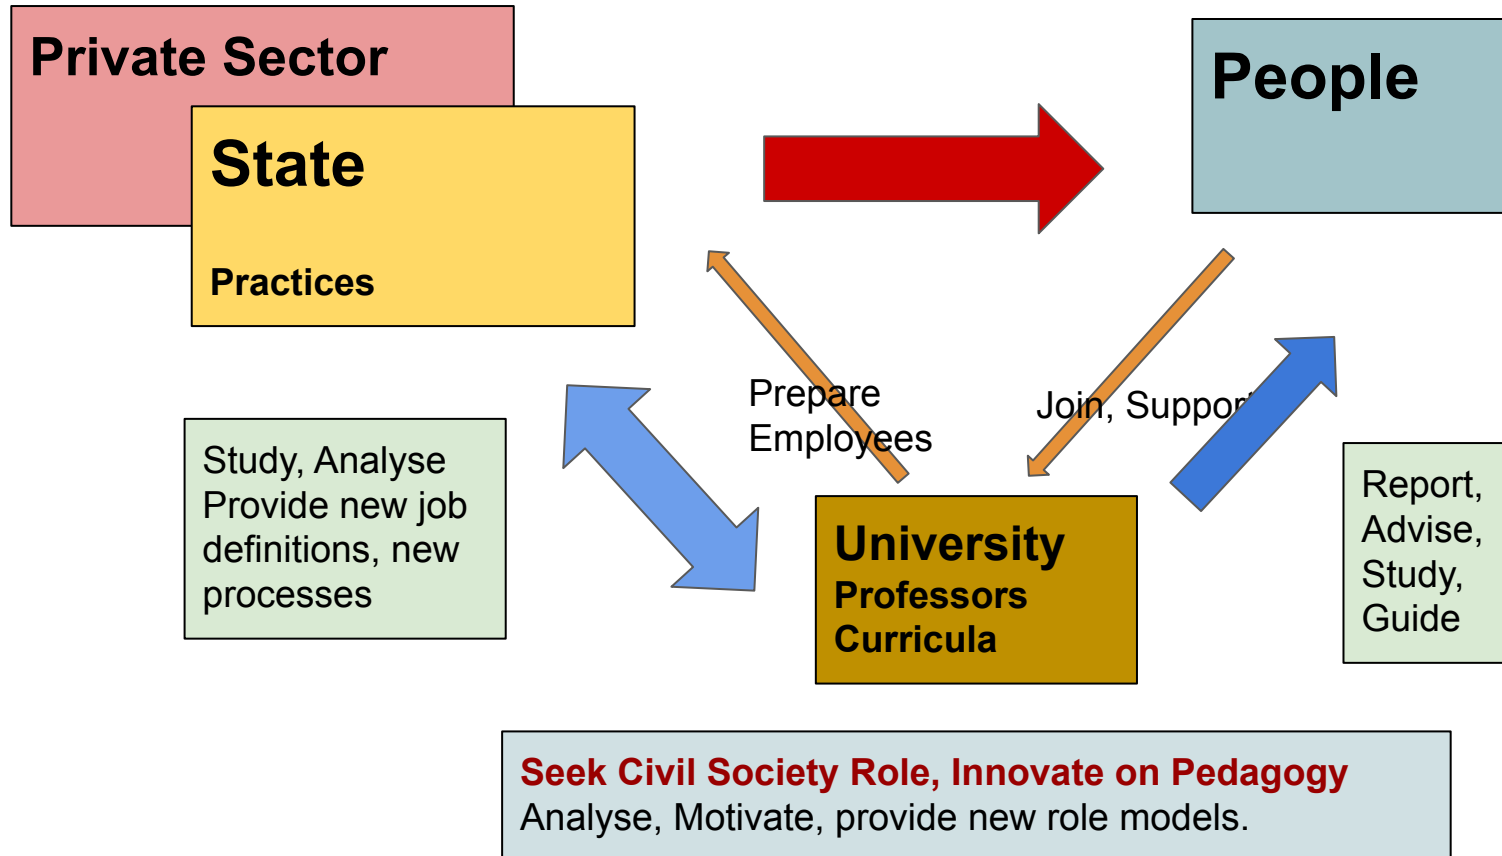 Private Sector
State
Practices
People
Prepare
Employees
Join, Support
Study, Analyse
Provide new job
definitions, new
processes
University
Professors
Curricula
Report,
Advise,
Study,
Guide
Seek Civil Society Role, Innovate on Pedagogy
Analyse, Motivate, provide new role models.